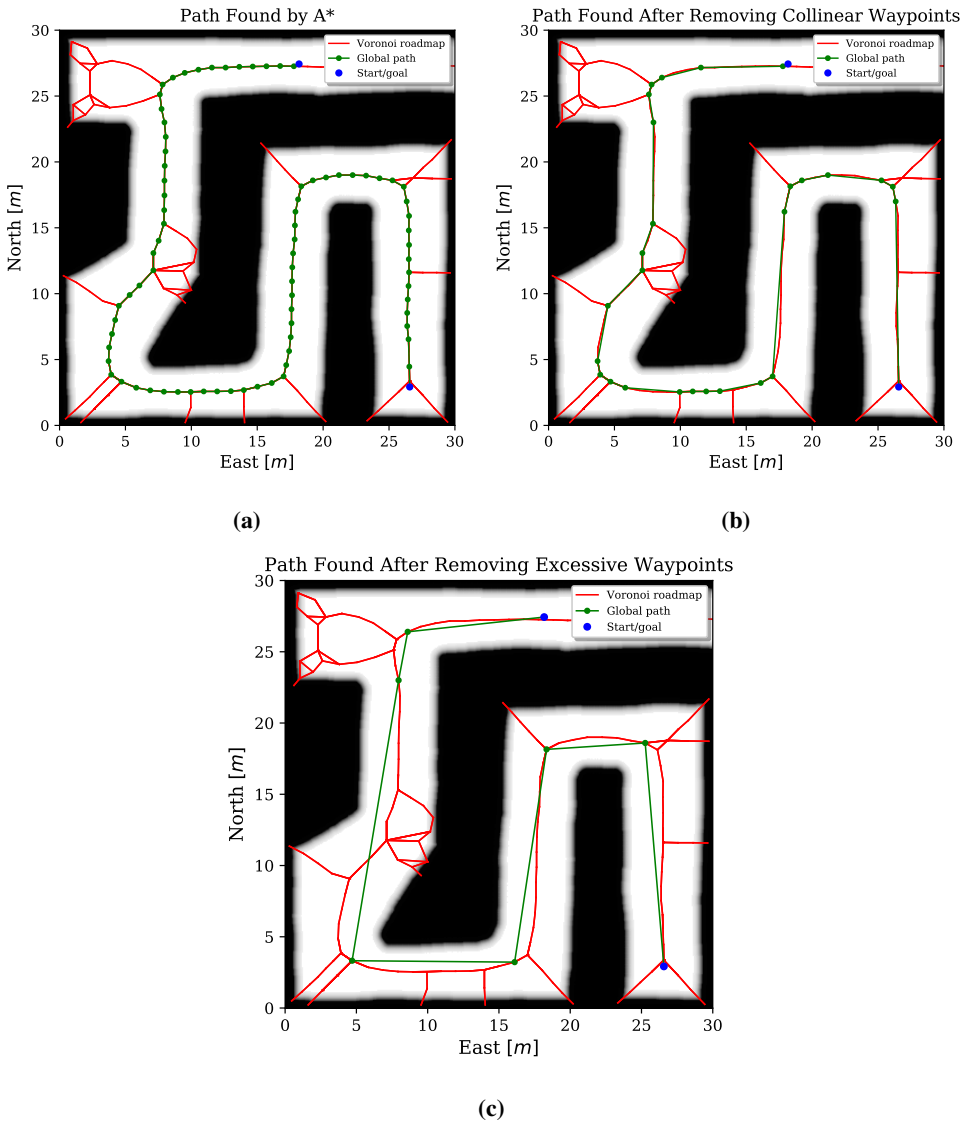 Path Found by A*
30
25
20
15
10
5
0
North [m]
0 5 10 15 20 25 30
East [m]
Voronoi roadmap
Global path
Start/goal
(a)
Path Found After Removing Collinear Waypoints
30
25
20
15
10
5
0
North [m]
0 5 10 15 20 25 30
East [m]
Voronoi roadmap
Global path
Start/goal
(b)
Path Found After Removing Excessive Waypoints
30
25
20
15
10
5
0
North [m]
0 5 10 15 20 25 30
East [m]
Voronoi roadmap
Global path
Start/goal
(c)